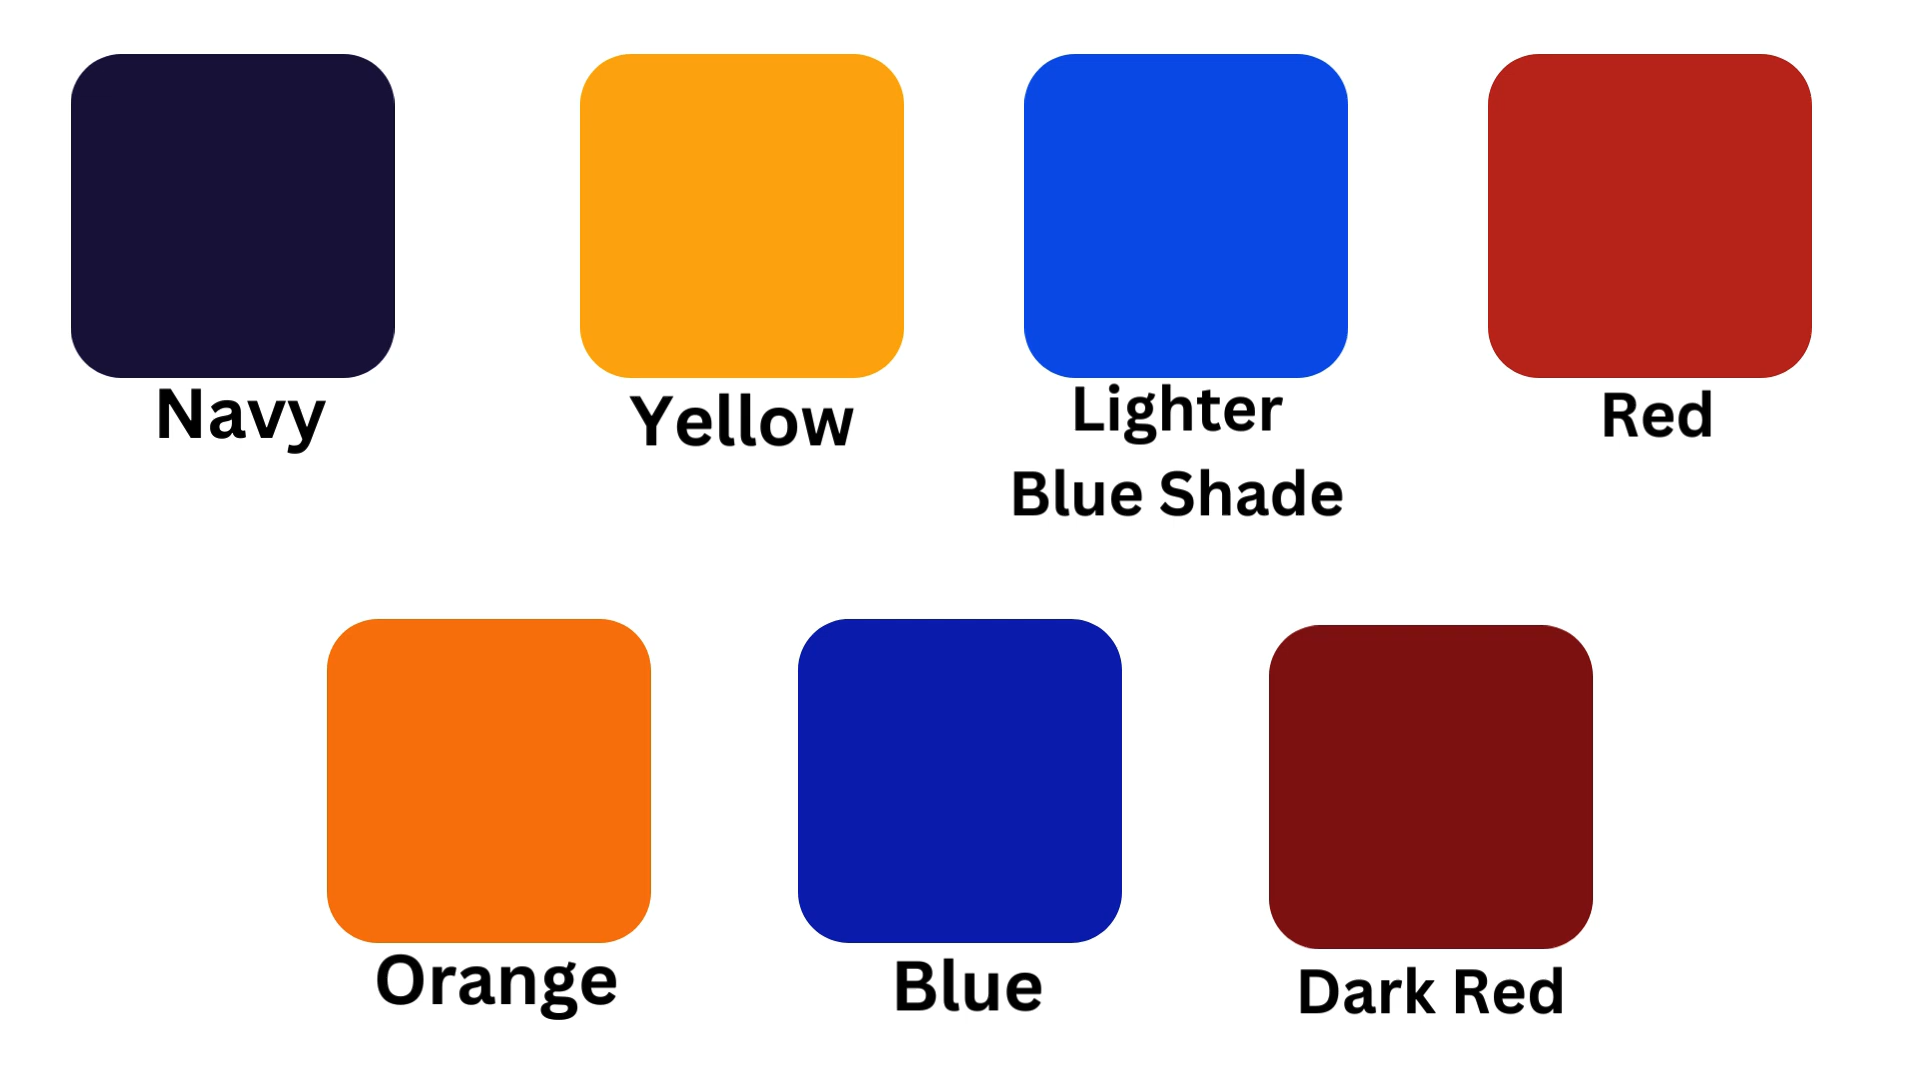 Navy
Yellow
Lighter
Blue Shade
Red
Orange
Blue
Dark Red